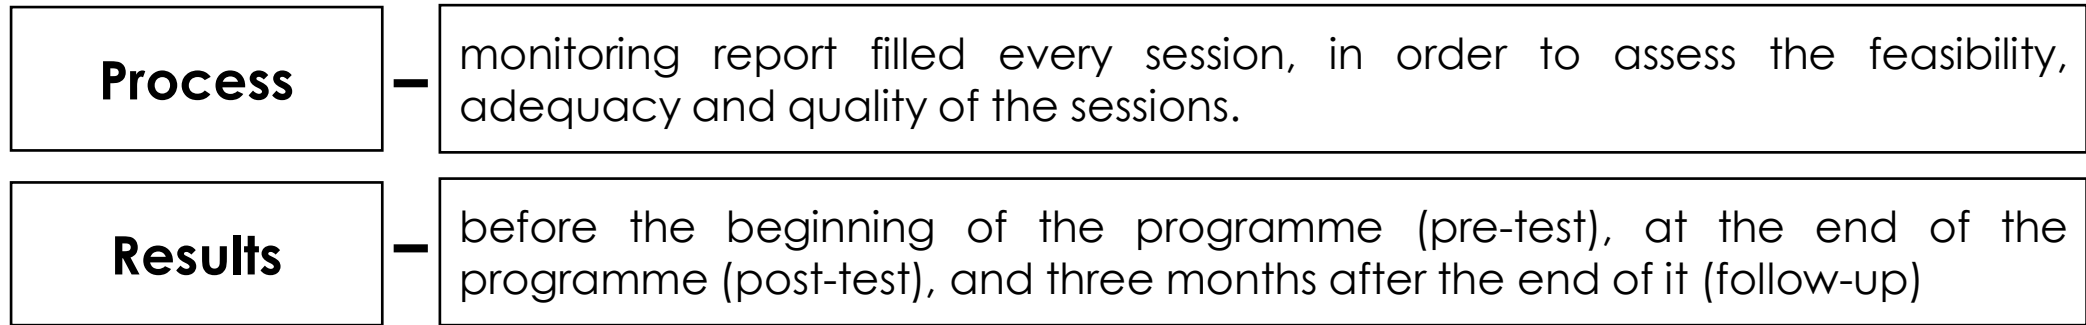 Process
–
monitoring report filled every session, in order to assess the feasibility,
adequacy and quality of the sessions.
Results
–
before the beginning of the programme (pre-test), at the end of the
programme (post-test), and three months after the end of it (follow-up)